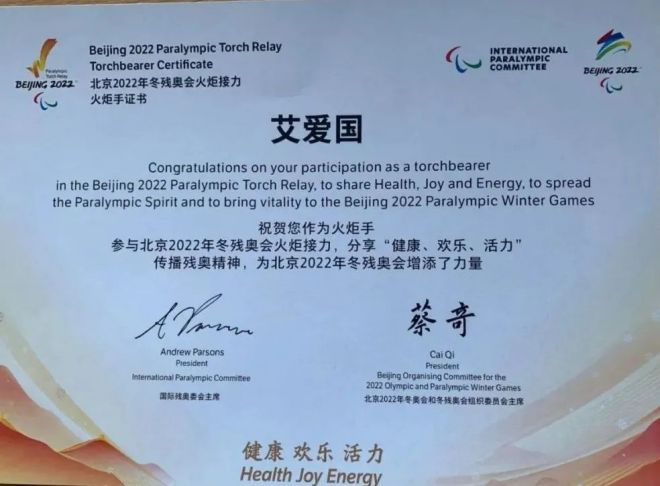 Beijing 2022 Paralympic Torch Relay
Torchbearer Certificate
北京2022年冬残奥会火炬接力
火炬手证书
Paralympic
Torch Relay
BEIJING 2022
INTERNATIONAL
PARALYMPIC
COMMITTEE
BEIJING 2022
艾爱国
Congratulations on your participation as a torchbearer
in the Beijing 2022 Paralympic Torch Relay, to share Health, Joy and Energy, to spread
the Paralympic Spirit and to bring vitality to the Beijing 2022 Paralympic Winter Games
祝贺您作为火炬手
参与北京2022年冬残奥会火炬接力，分享“健康、欢乐、活力”
传播残奥精神，为北京2022年冬残奥会增添了力量
蔡奇
Andrew Parsons
President
International Paralympic Committee
国际残奥委会主席
Cai Qi
President
Beijing Organising Committee for the
2022 Olympic and Paralympic Winter Games
北京2022年冬奥会和冬残奥会组织委员会主席
健康 欢乐 活力
Health Joy Energy